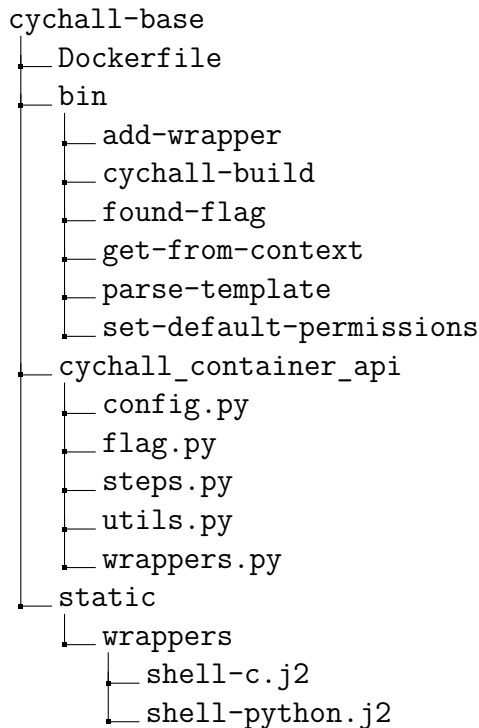 cychall-base
Dockerfile
bin
add-wrapper
cychall-build
found-flag
get-from-context
parse-template
set-default-permissions
cychall_container_api
config.py
flag.py
steps.py
utils.py
wrappers.py
static
wrappers
shell-c.j2
shell-python.j2